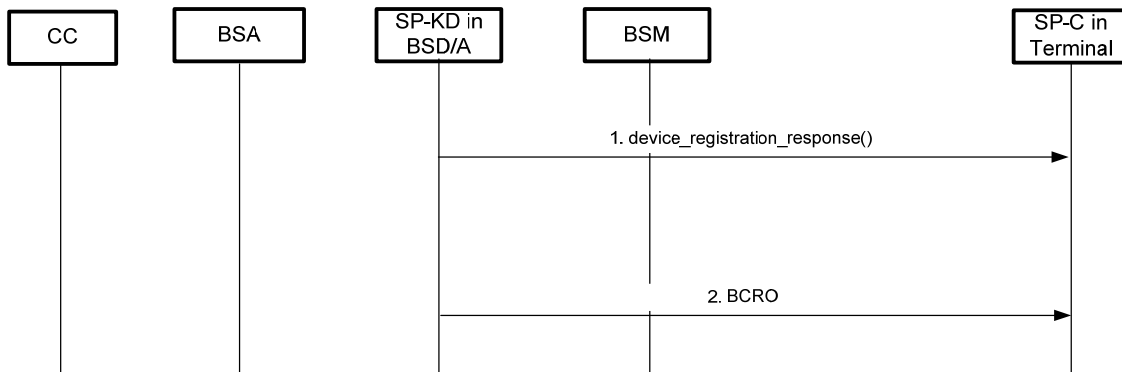 CC
BSA
SP-KD in
BSD/A
BSM
SP-C in
Terminal
1. device_registration_response()
2. BCRO